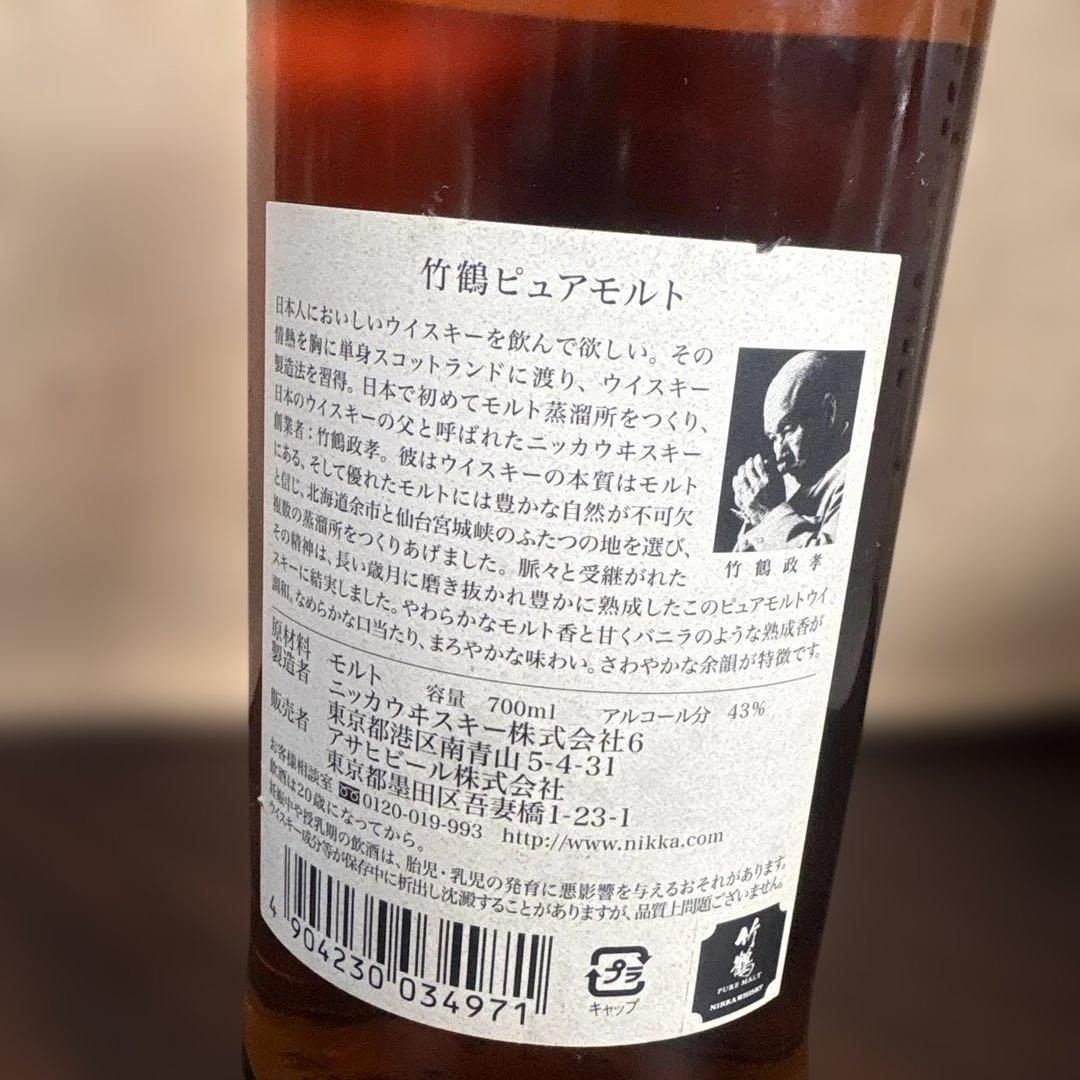 竹鶴ピュアモルト
日本人においしいウイスキーを飲んで欲しい。その
情熱を胸に単身スコットランドに渡り、ウイスキー
製造法を習得。日本で初めてモルト蒸溜所をつくり、
日本のウイスキーの父と呼ばれたニッカウヰスキー
創業者:竹鶴政孝。彼はウイスキーの本質はモルト
にある、そして優れたモルトには豊かな自然が不可欠
と信じ、北海道余市と仙台宮城峡のふたつの地を選び、
複数の蒸溜所をつくりあげました。脈々と受継がれた
その精神は、長い歳月に磨き抜かれ豊かに熟成したこのピュアモルトウイ
スキーに結実しました。やわらかなモルト香と甘くバニラのような熟成香が
調和。なめらかな口当たり、まろやかな味わい。さわやかな余韻が特徴です。
竹鶴政孝
原材料 モルト 容量 700ml アルコール分 43%
製造者 ニッカウヰスキー株式会社6
東京都港区南青山5-4-31
販売者 アサヒビール株式会社
東京都墨田区吾妻橋1-23-1
お客様相談室 0120-019-993 http://www.nikka.com
飲酒は20歳になってから。
妊娠中や授乳期の飲酒は、胎児・乳児の発育に悪影響を与えるおそれがあります。
ウイスキー成分等が保存中に析出し沈澱することがありますが、品質上問題ございません。
4 904230 034971
プラ
キャップ
竹鶴
PURE MALT
NIKKA WHISKY